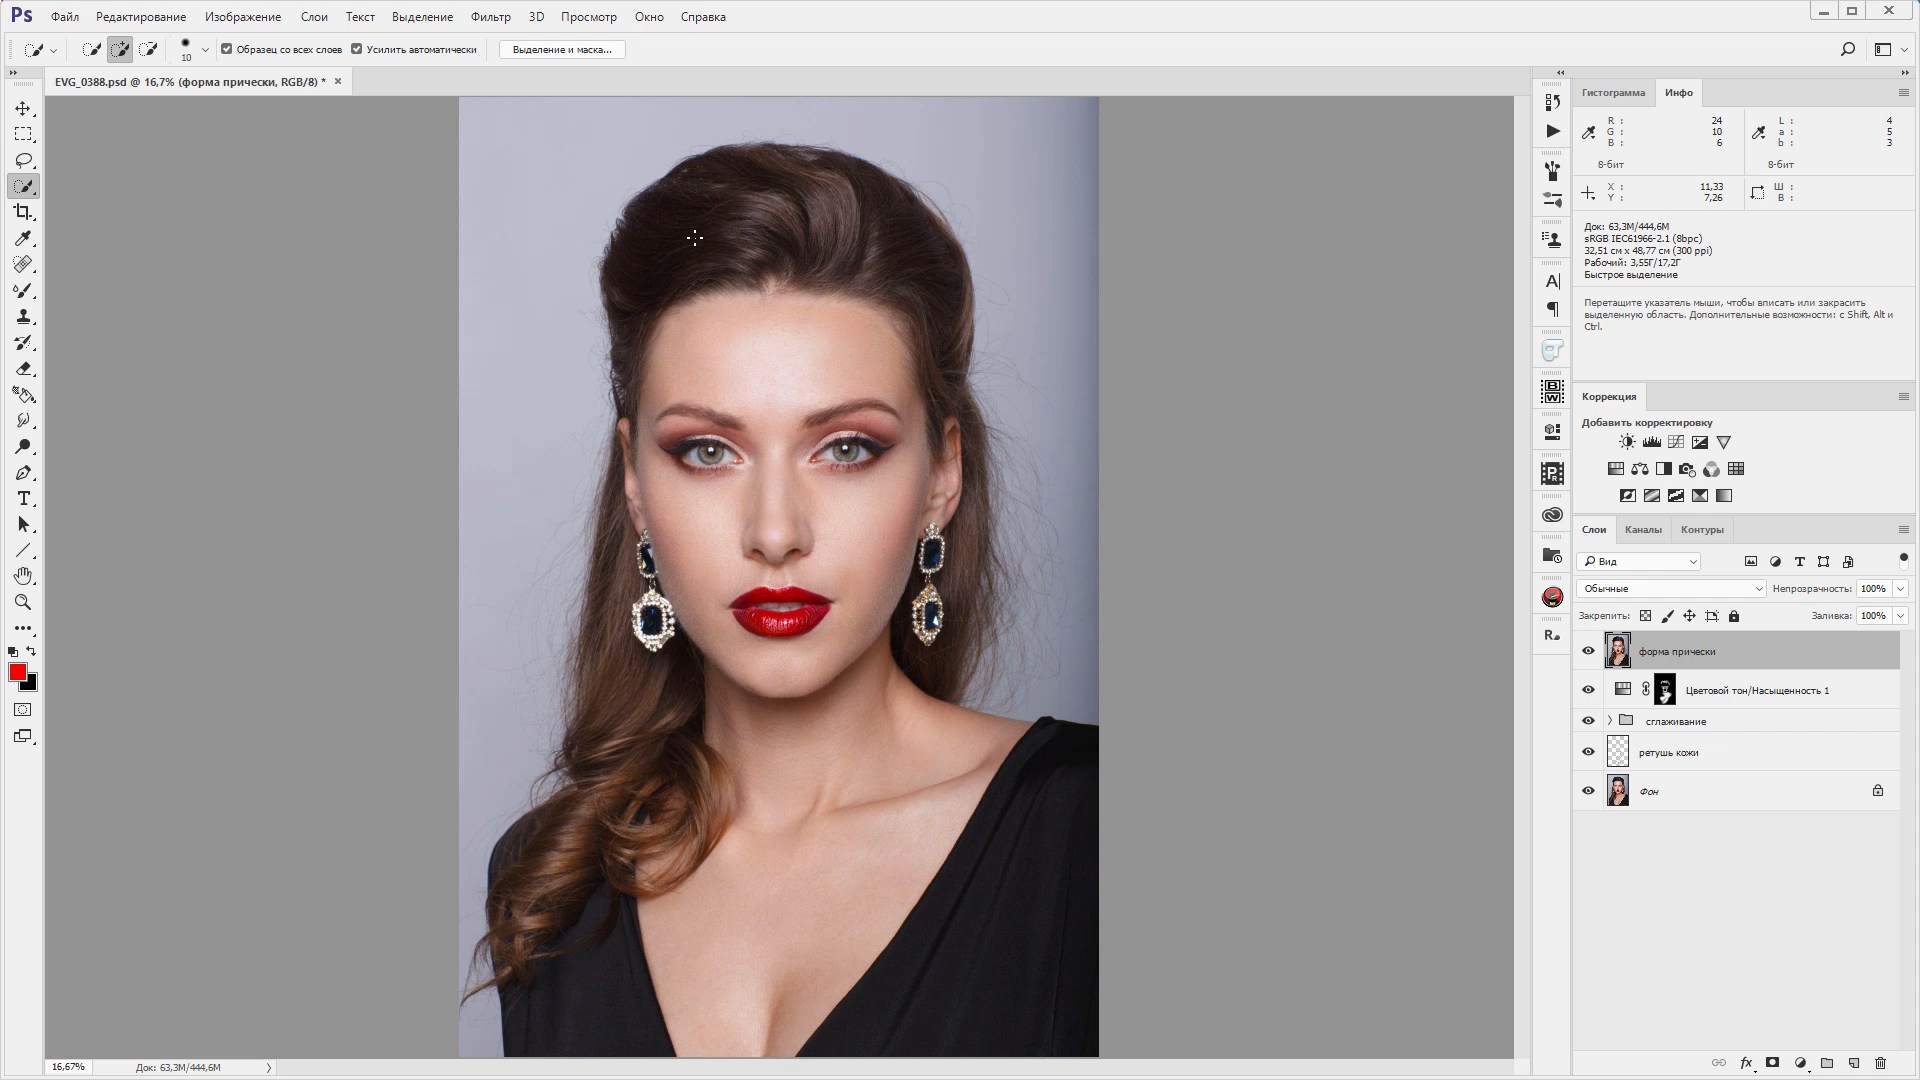 Ps Файл Редактирование Изображение Слои Текст Выделение Фильтр 3D Просмотр Окно Справка
10 Образец со всех слоев Усилить автоматически Выделение и маска...
EVG_0388.psd @ 16,7% (форма прически, RGB/8) *
Гистограмма Инфо
R : 24 L : 4
G : 10 a : 5
B : 6 b : 3
8-бит 8-бит
X : 11,33 Ш :
Y : 7,26 В :
Док: 63,3M/444,6M
sRGB IEC61966-2.1 (8bpc)
32,51 см x 48,77 см (300 ppi)
Рабочий: 3,55Г/17,2Г
Быстрое выделение
Перетащите указатель мыши, чтобы вписать или закрасить
выделенную область. Дополнительные возможности: с Shift, Alt и
Ctrl.
Коррекция
Добавить корректировку
Слои Каналы Контуры
Вид
Обычные Непрозрачность: 100%
Закрепить: Заливка: 100%
форма прически
Цветовой тон/Насыщенность 1
сглаживание
ретушь кожи
Фон
16,67% Док: 63,3M/444,6M